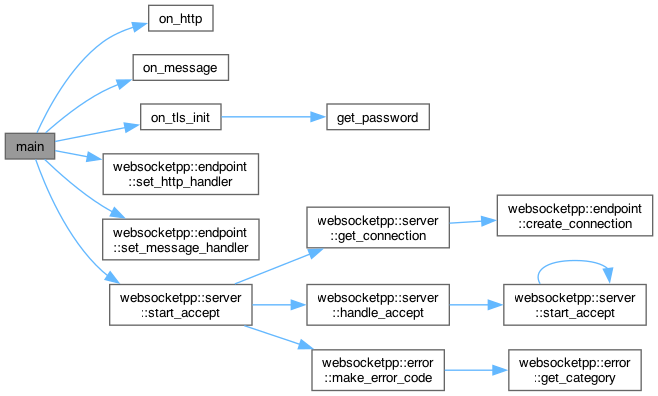 main
on_http
on_message
on_tls_init
get_password
websocketpp::endpoint
::set_http_handler
websocketpp::endpoint
::set_message_handler
websocketpp::server
::start_accept
websocketpp::server
::get_connection
websocketpp::endpoint
::create_connection
websocketpp::server
::handle_accept
websocketpp::server
::start_accept
websocketpp::error
::make_error_code
websocketpp::error
::get_category